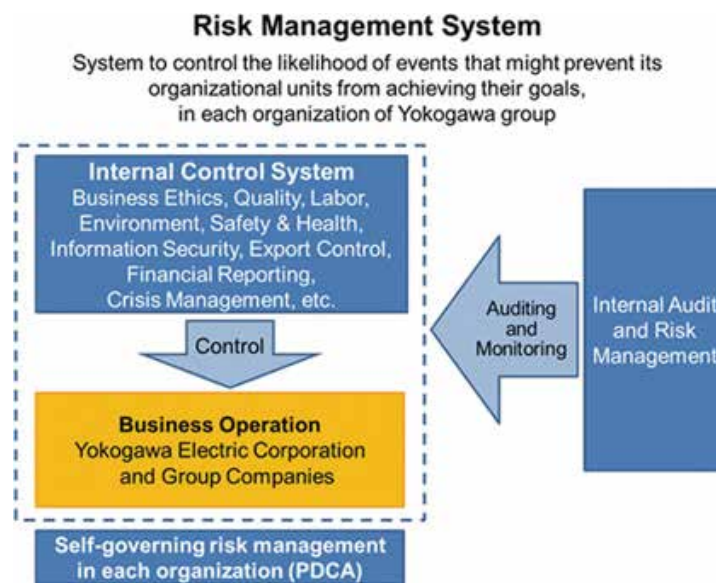 Risk Management System
System to control the likelihood of events that might prevent its
organizational units from achieving their goals,
in each organization of Yokogawa group
Internal Control System
Business Ethics, Quality, Labor,
Environment, Safety & Health,
Information Security, Export Control,
Financial Reporting,
Crisis Management, etc.
Control
Business Operation
Yokogawa Electric Corporation
and Group Companies
Self-governing risk management
in each organization (PDCA)
Auditing
and
Monitoring
Internal Audit
and Risk
Management